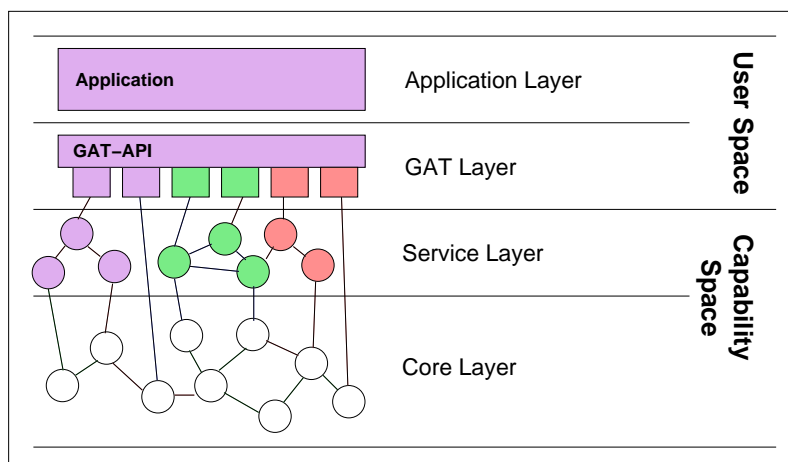 Application
Application Layer
GAT–API
GAT Layer
Service Layer
Core Layer
User Space
Capability
Space